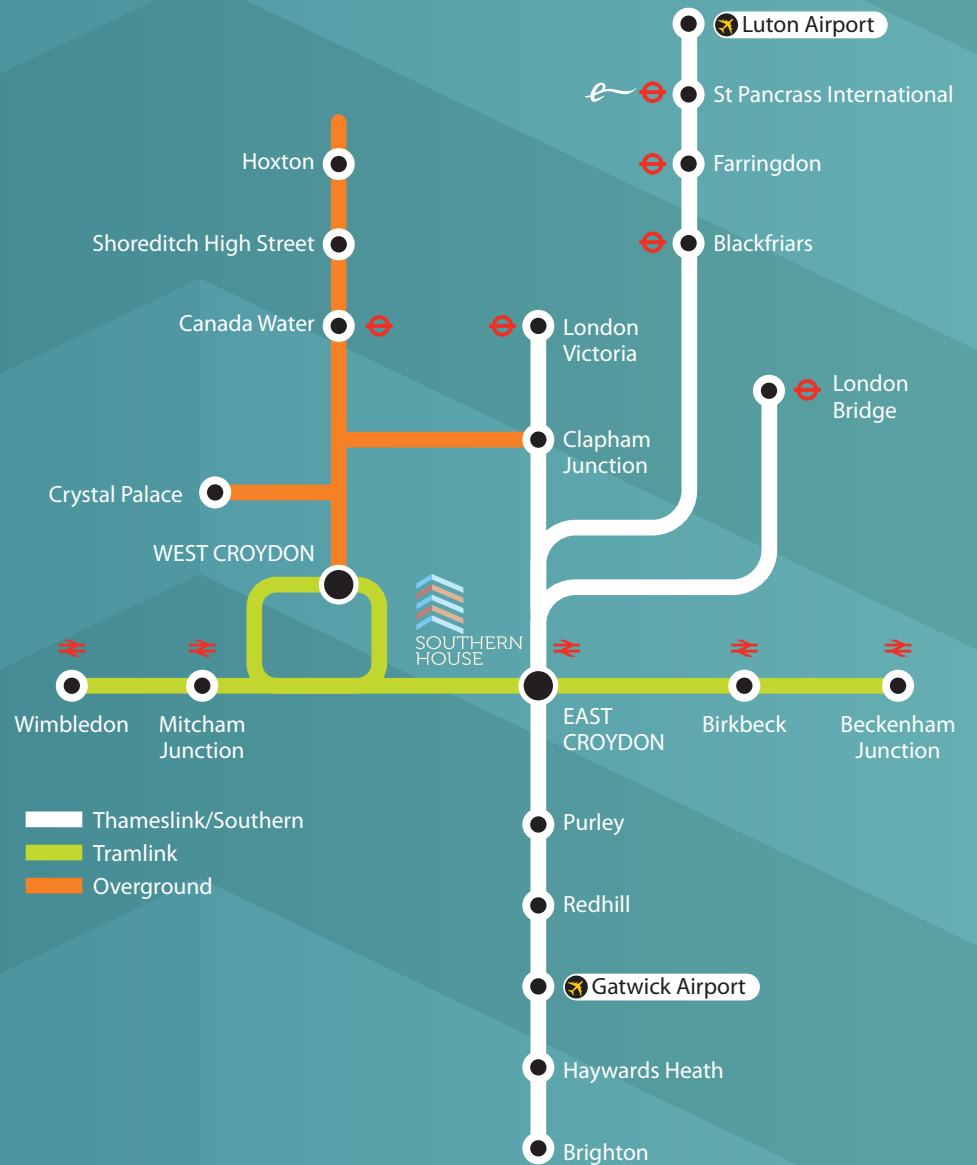 Luton Airport
e
St Pancrass International
Hoxton
Farringdon
Shoreditch High Street
Blackfriars
Canada Water
London
Victoria
London
Bridge
Clapham
Junction
Crystal Palace
WEST CROYDON
SOUTHERN
HOUSE
Wimbledon
Mitcham
Junction
EAST
CROYDON
Birkbeck
Beckenham
Junction
Thameslink/Southern
Tramlink
Overground
Purley
Redhill
Gatwick Airport
Haywards Heath
Brighton